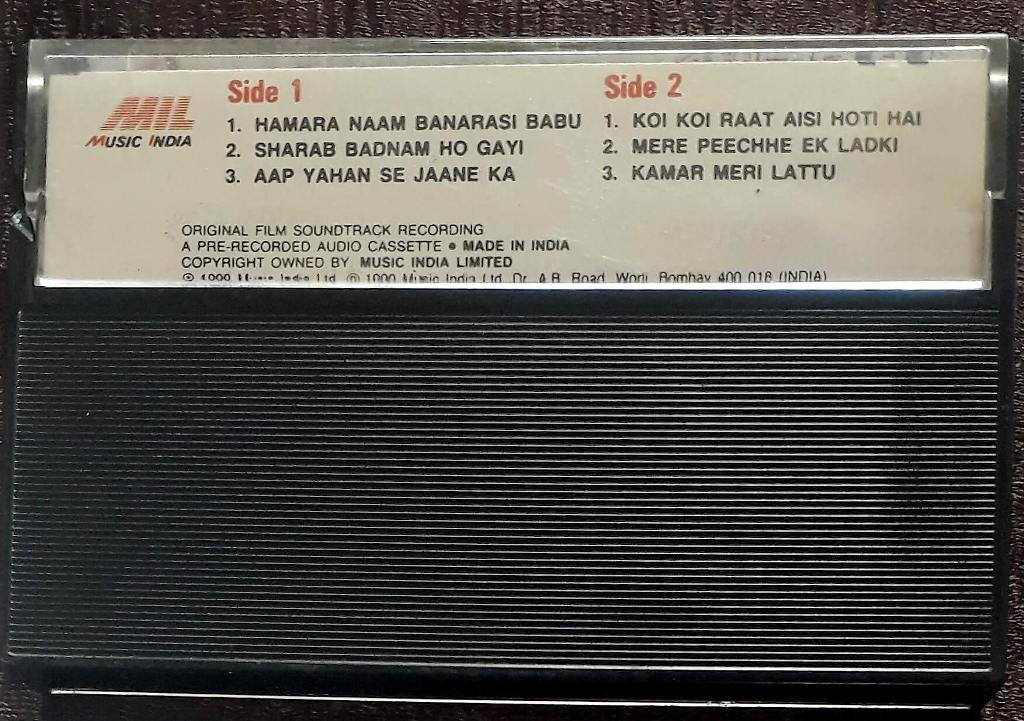 MIL
MUSIC INDIA
Side 1
1. HAMARA NAAM BANARASI BABU
2. SHARAB BADNAM HO GAYI
3. AAP YAHAN SE JAANE KA
Side 2
1. KOI KOI RAAT AISI HOTI HAI
2. MERE PEECHHE EK LADKI
3. KAMAR MERI LATTU
ORIGINAL FILM SOUNDTRACK RECORDING
A PRE-RECORDED AUDIO CASSETTE • MADE IN INDIA
COPYRIGHT OWNED BY MUSIC INDIA LIMITED
Music India Ltd. Music India Ltd. Dr. A.B. Road, Worli, Bombay 400 018 (INDIA)